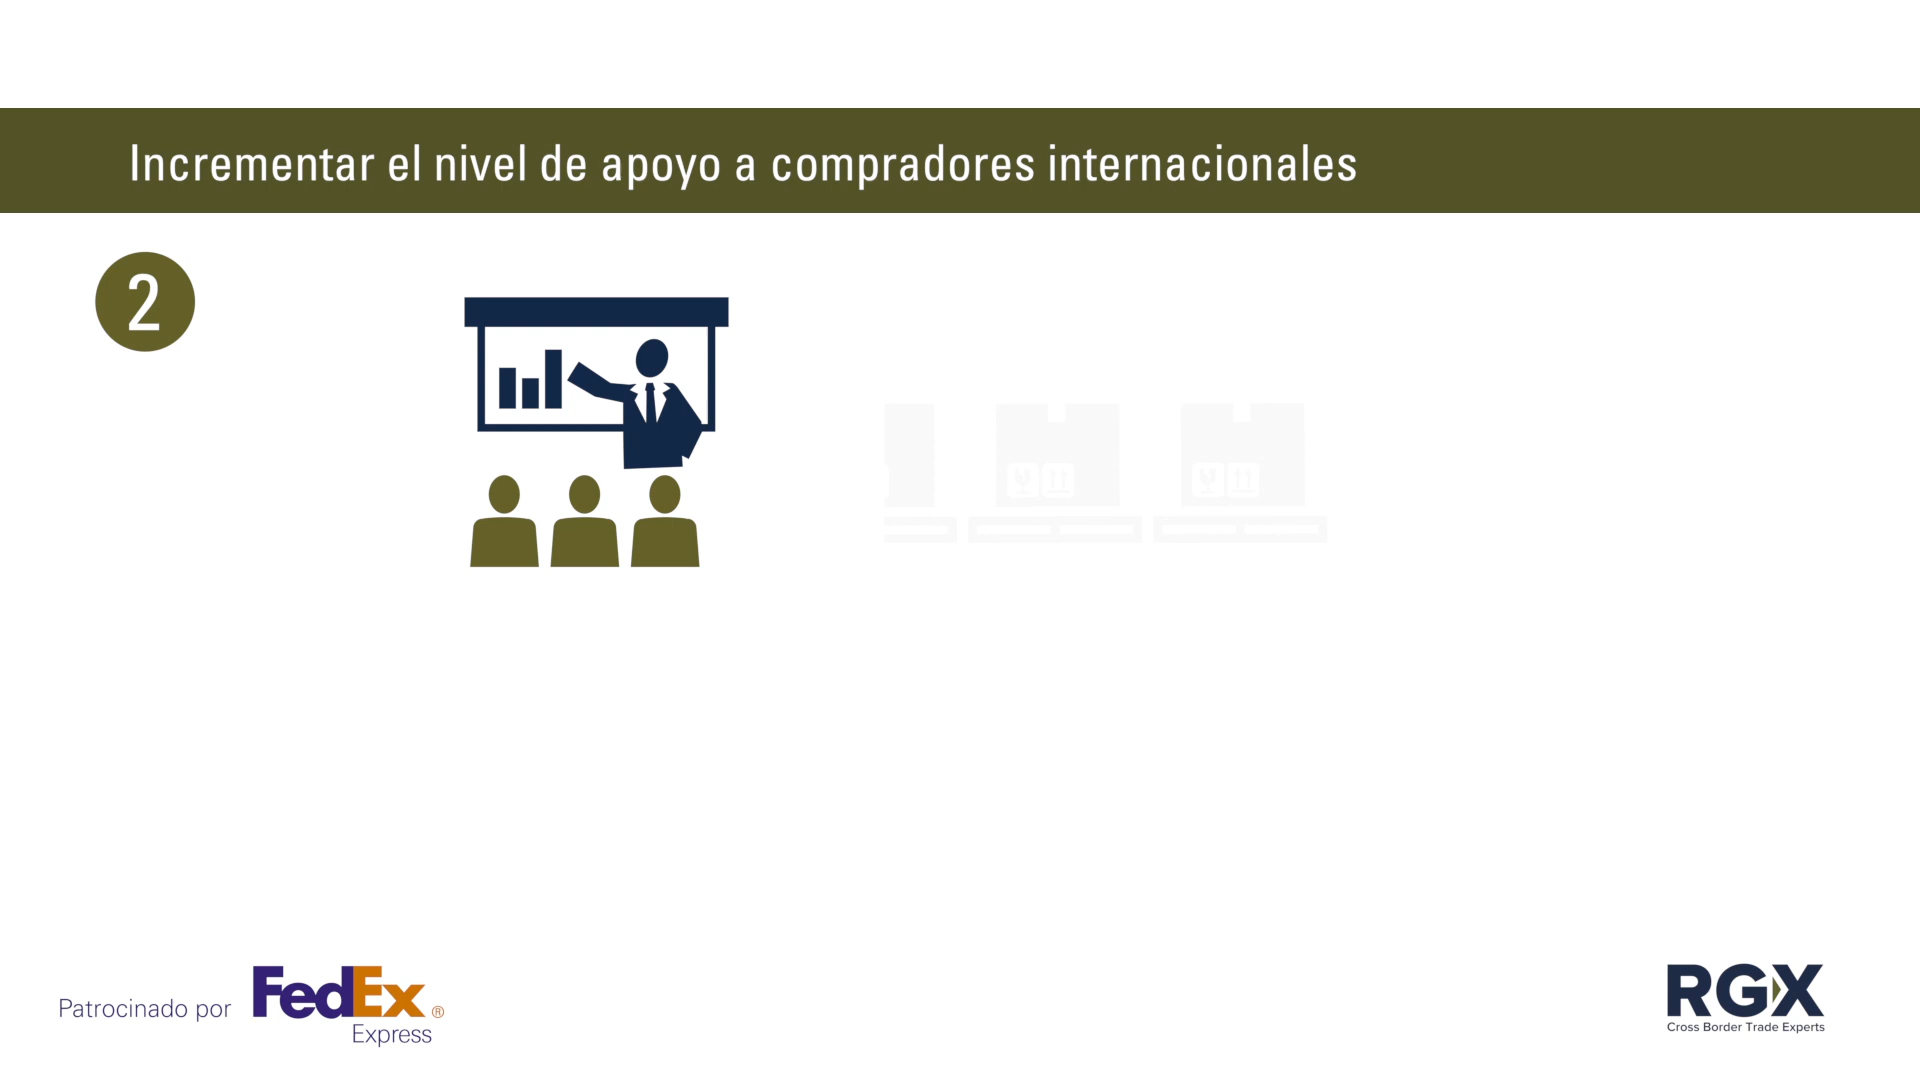 Incrementar el nivel de apoyo a compradores internacionales
2
Patrocinado por FedEx®
Express
RGX
Cross Border Trade Experts